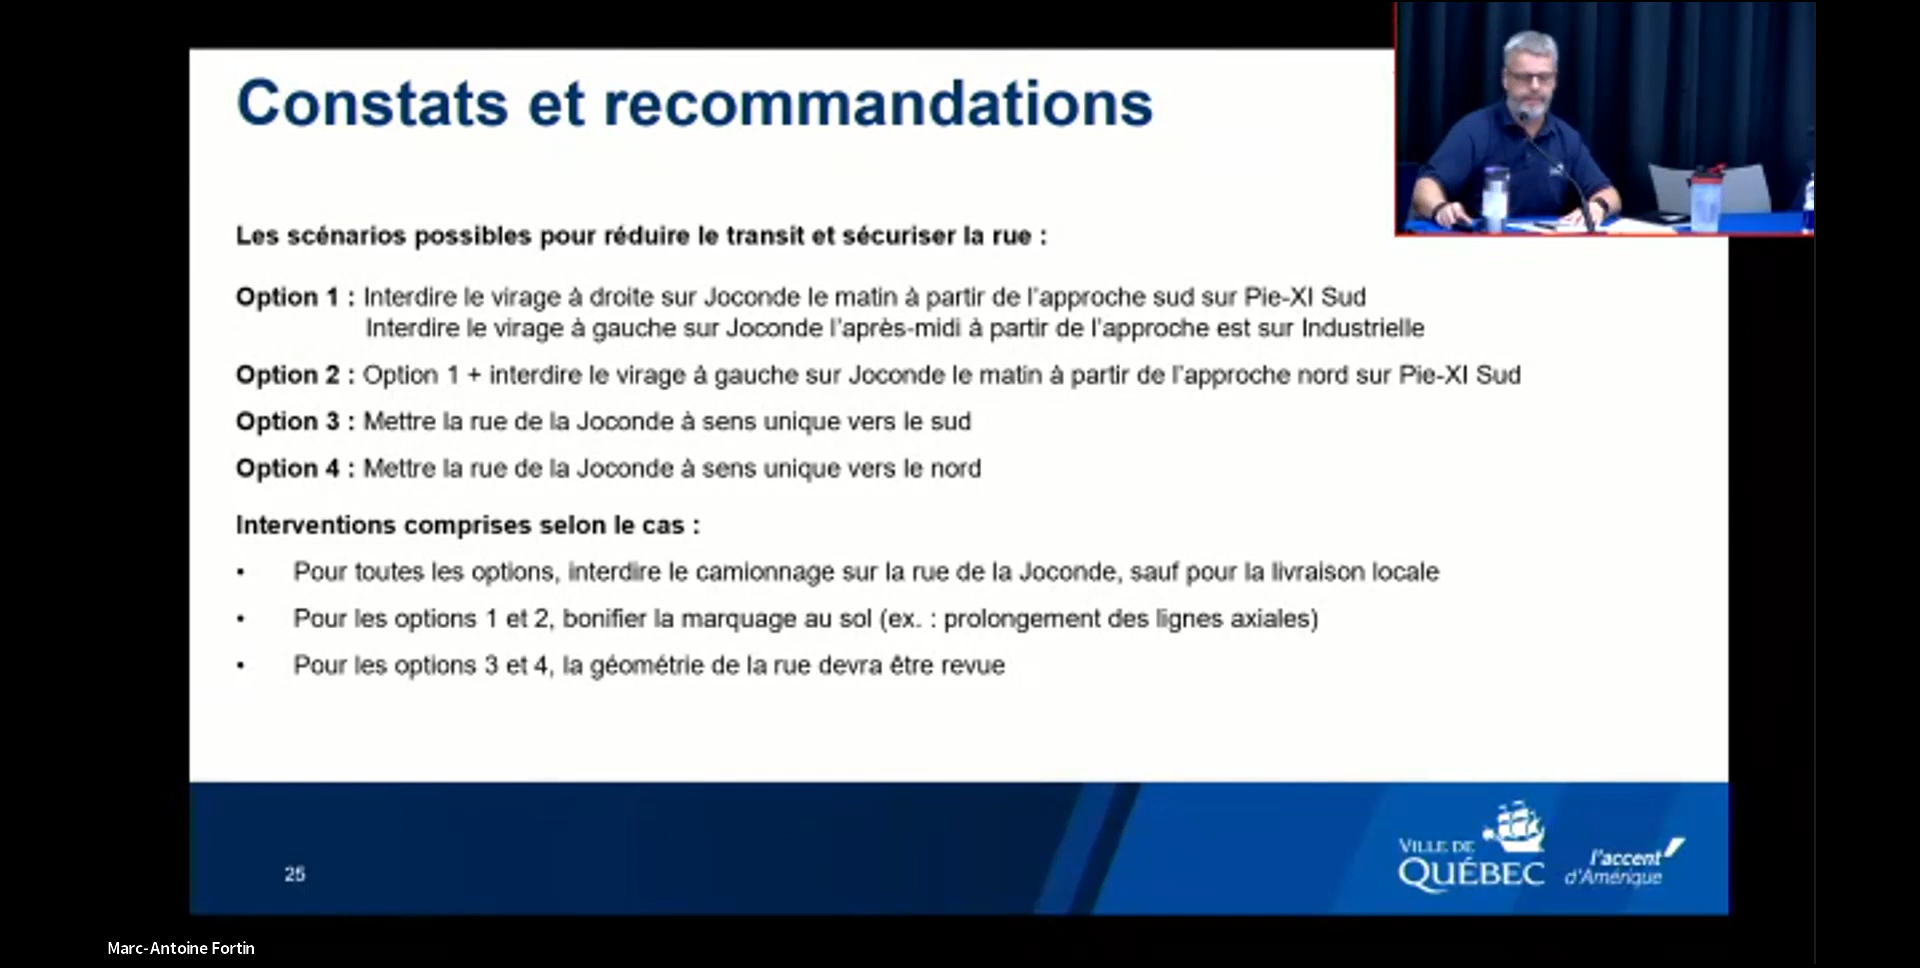 Constats et recommandations
Les scénarios possibles pour réduire le transit et sécuriser la rue :
Option 1 : Interdire le virage à droite sur Joconde le matin à partir de l'approche sud sur Pie-XI Sud
Interdire le virage à gauche sur Joconde l'après-midi à partir de l'approche est sur Industrielle
Option 2 : Option 1 + interdire le virage à gauche sur Joconde le matin à partir de l'approche nord sur Pie-XI Sud
Option 3 : Mettre la rue de la Joconde à sens unique vers le sud
Option 4 : Mettre la rue de la Joconde à sens unique vers le nord
Interventions comprises selon le cas :
• Pour toutes les options, interdire le camionnage sur la rue de la Joconde, sauf pour la livraison locale
• Pour les options 1 et 2, bonifier la marquage au sol (ex. : prolongement des lignes axiales)
• Pour les options 3 et 4, la géométrie de la rue devra être revue
25
VILLE DE
QUÉBEC
l'accent
d'Amérique
Marc-Antoine Fortin